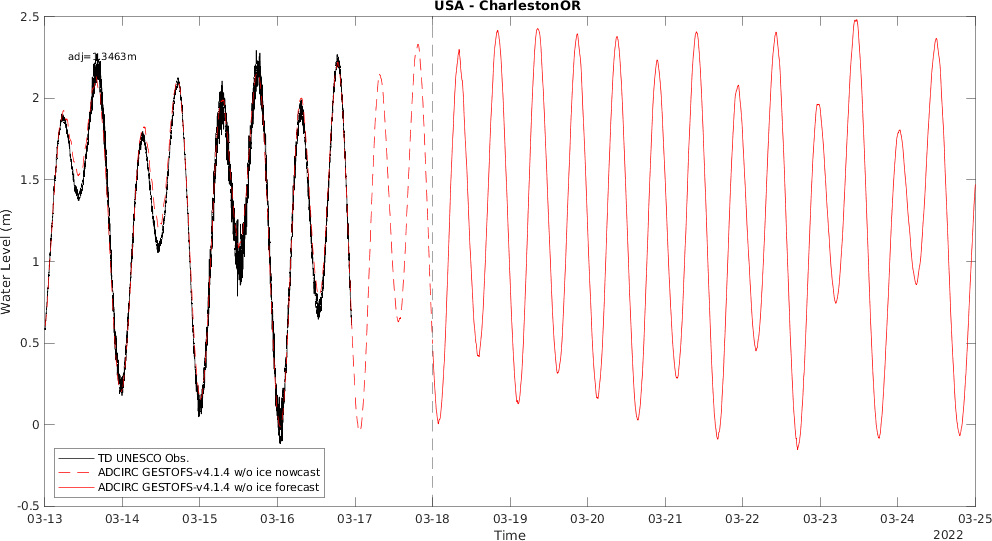 USA - CharlestonOR
adj=1.3463m
2.5
2
1.5
1
0.5
0
-0.5
Water Level (m)
TD UNESCO Obs.
ADCIRC GESTOFS-v4.1.4 w/o ice nowcast
ADCIRC GESTOFS-v4.1.4 w/o ice forecast
03-13 03-14 03-15 03-16 03-17 03-18 03-19 03-20 03-21 03-22 03-23 03-24 03-25
Time
2022